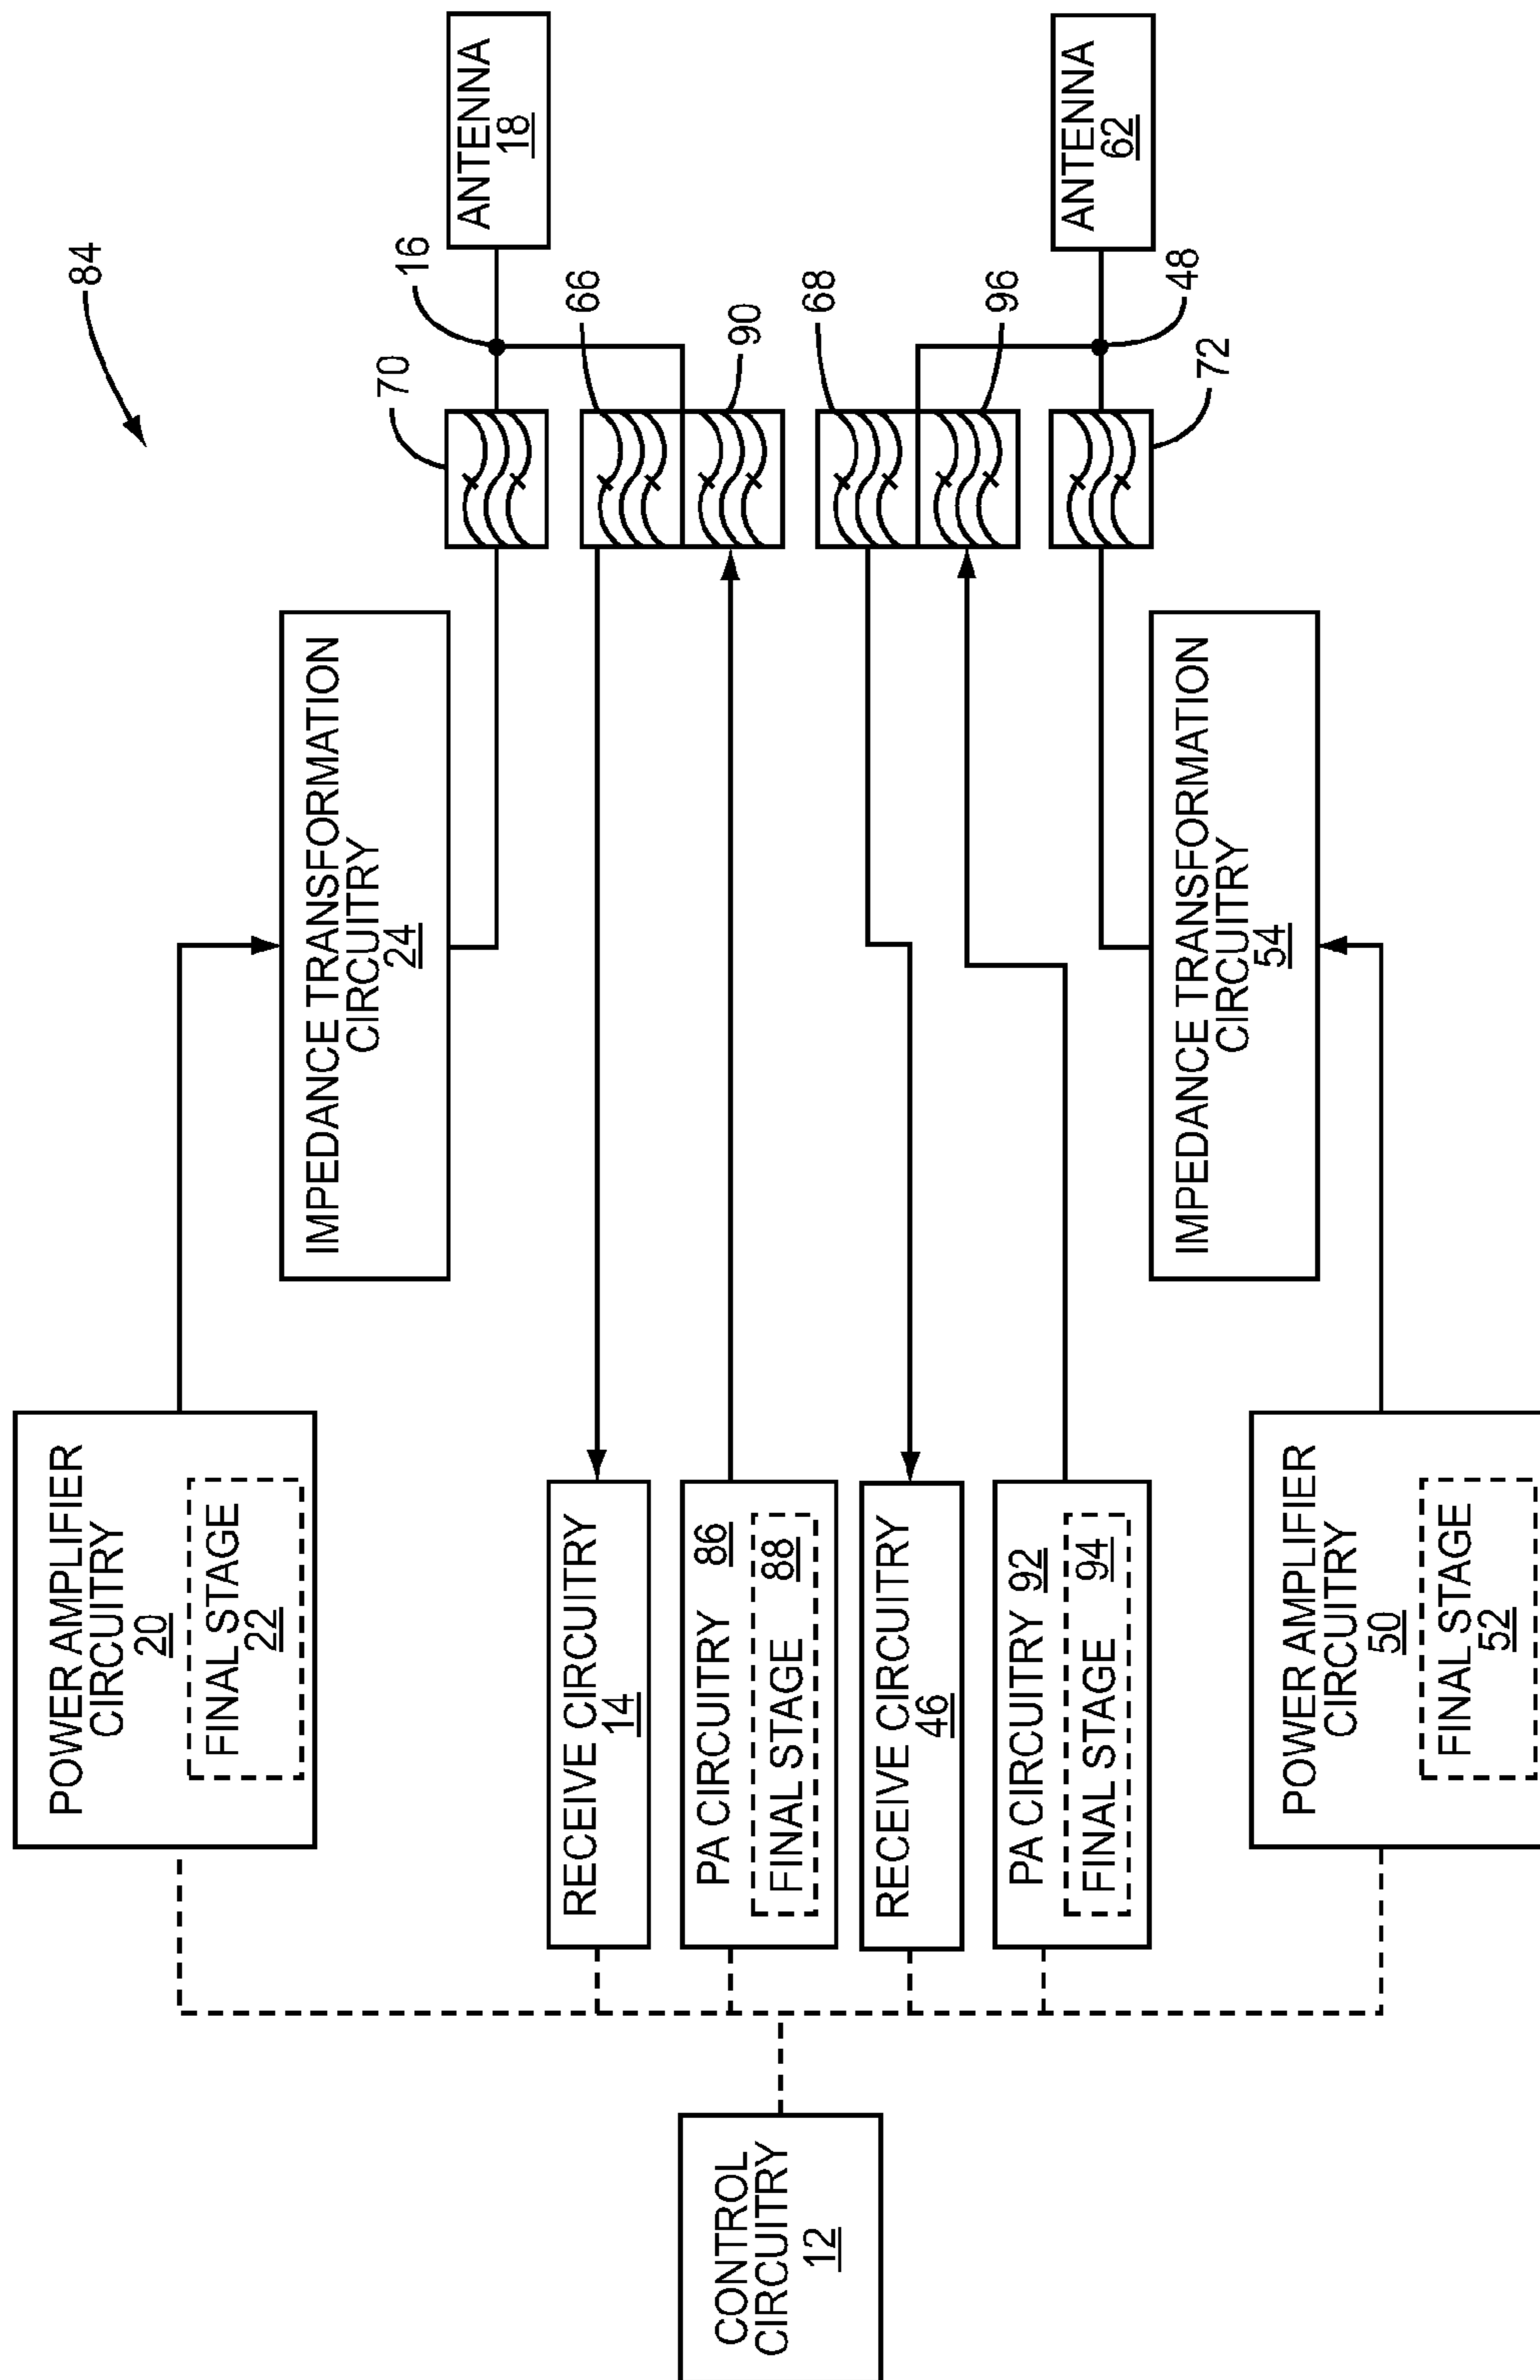 84
POWER AMPLIFIER
CIRCUITRY
20
FINAL STAGE
22
IMPEDANCE TRANSFORMATION
CIRCUITRY
24
70
16
ANTENNA
18
66
90
RECEIVE CIRCUITRY
14
PA CIRCUITRY 86
FINAL STAGE 88
CONTROL
CIRCUITRY
12
RECEIVE CIRCUITRY
46
PA CIRCUITRY 92
FINAL STAGE 94
68
96
48
72
ANTENNA
62
IMPEDANCE TRANSFORMATION
CIRCUITRY
54
POWER AMPLIFIER
CIRCUITRY
50
FINAL STAGE
52